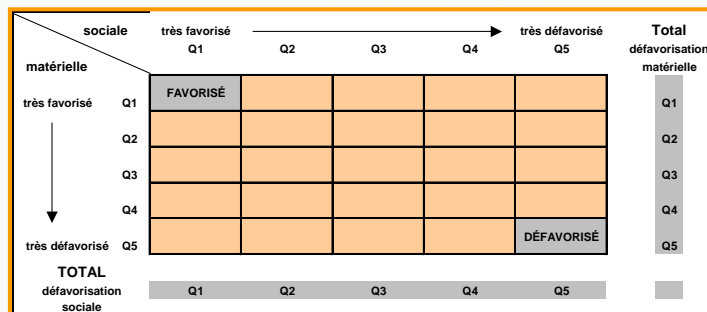 sociale très favorisé très défavorisé Total
Q1 Q2 Q3 Q4 Q5 défavorisation
matérielle matérielle
très favorisé Q1 FAVORISÉ Q1
Q2 Q2
Q3 Q3
Q4 Q4
très défavorisé Q5 DÉFAVORISÉ Q5
TOTAL
défavorisation Q1 Q2 Q3 Q4 Q5
sociale